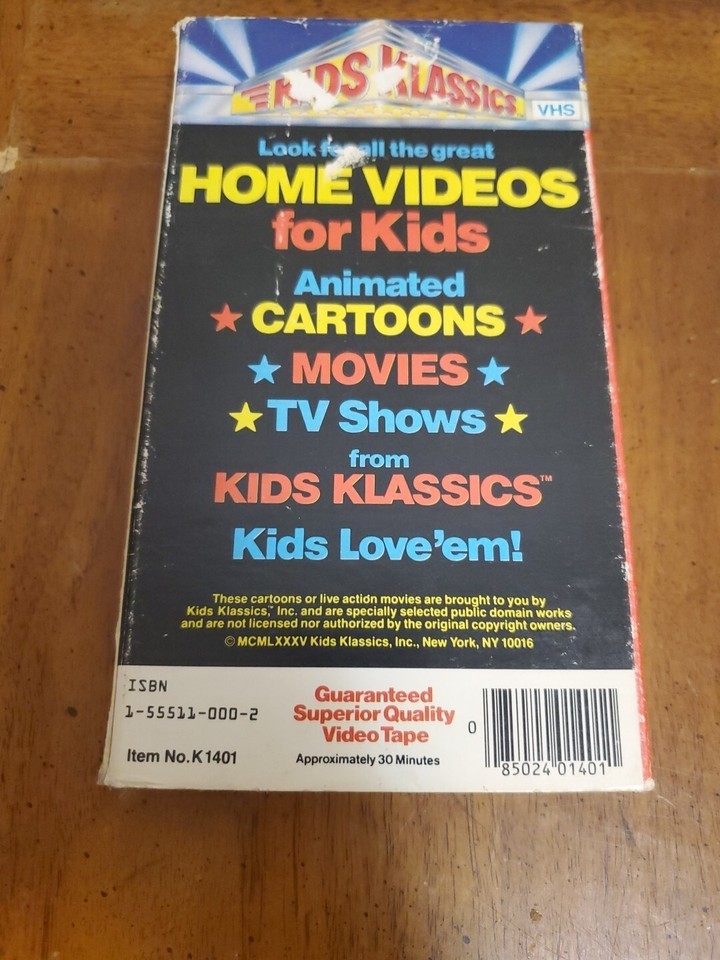 KIDS KLASSICS
VHS
Look for all the great
HOME VIDEOS
for Kids
Animated
★ CARTOONS ★
★ MOVIES ★
★ TV Shows ★
from
KIDS KLASSICS™
Kids Love'em!
These cartoons or live action movies are brought to you by
Kids Klassics,™ Inc. and are specially selected public domain works
and are not licensed nor authorized by the original copyright owners.
© MCMLXXXV Kids Klassics, Inc., New York, NY 10016
ISBN
1-55511-000-2
Item No. K1401
Guaranteed
Superior Quality
Video Tape
Approximately 30 Minutes
0 85024 01401